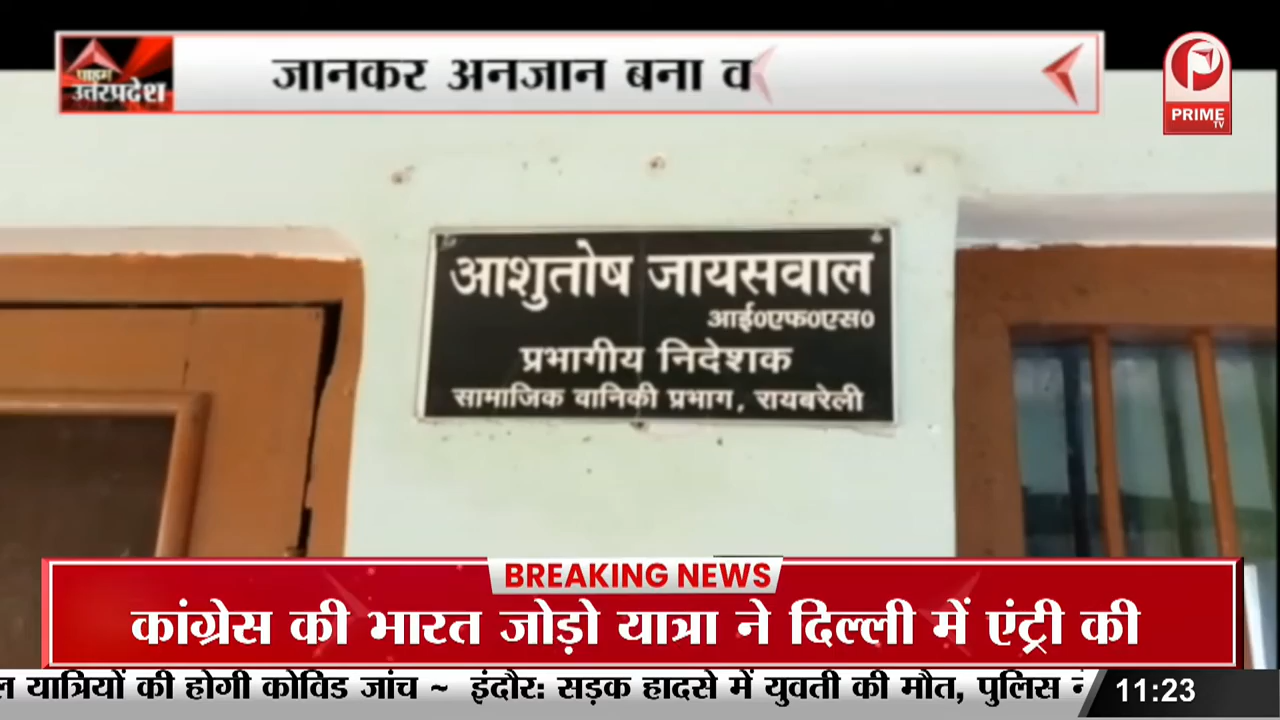 प्राइम
उत्तरप्रदेश
जानकर अनजान बना व
PRIME
TV
आशुतोष जायसवाल
आई०एफ०एस०
प्रभागीय निदेशक
सामाजिक वानिकी प्रभाग, रायबरेली
BREAKING NEWS
कांग्रेस की भारत जोड़ो यात्रा ने दिल्ली में एंट्री की
यात्रियों की होगी कोविड जांच ~ इंदौर: सड़क हादसे में युवती की मौत, पुलिस
11:23